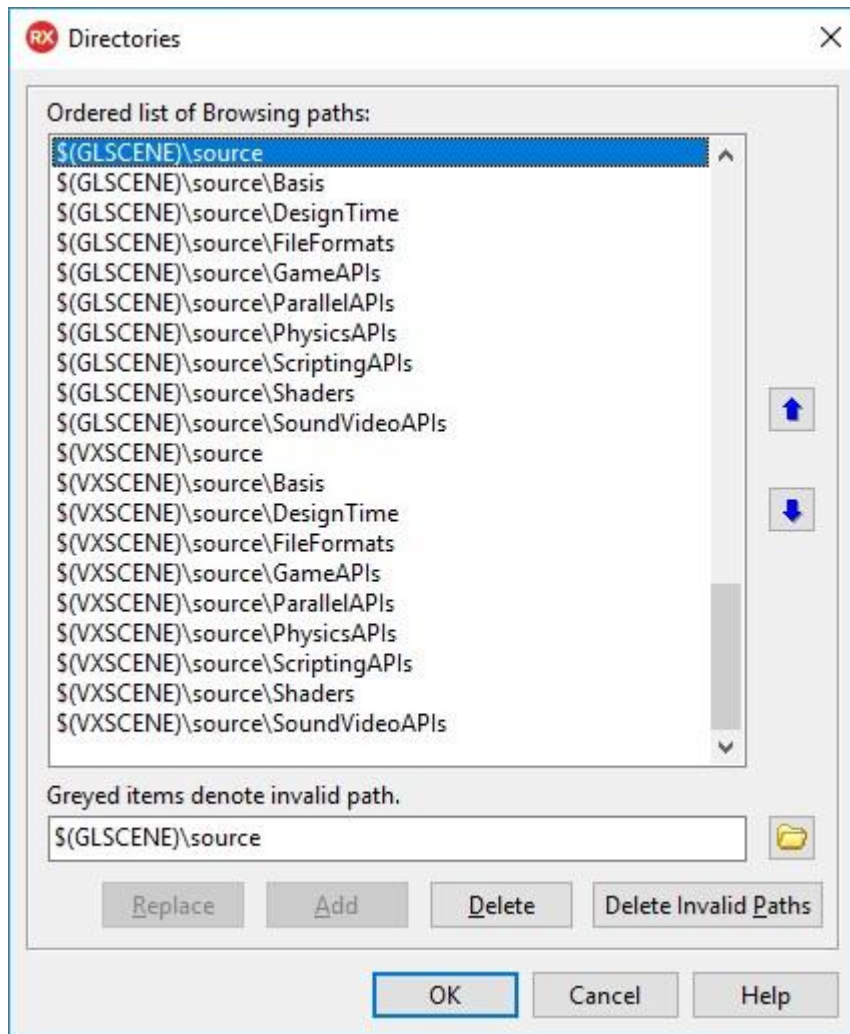 RX Directories
Ordered list of Browsing paths:
$(GLSCENE)\source
$(GLSCENE)\source\Basis
$(GLSCENE)\source\DesignTime
$(GLSCENE)\source\FileFormats
$(GLSCENE)\source\GameAPIs
$(GLSCENE)\source\ParallelAPIs
$(GLSCENE)\source\PhysicsAPIs
$(GLSCENE)\source\ScriptingAPIs
$(GLSCENE)\source\Shaders
$(GLSCENE)\source\SoundVideoAPIs
$(VXSCENE)\source
$(VXSCENE)\source\Basis
$(VXSCENE)\source\DesignTime
$(VXSCENE)\source\FileFormats
$(VXSCENE)\source\GameAPIs
$(VXSCENE)\source\ParallelAPIs
$(VXSCENE)\source\PhysicsAPIs
$(VXSCENE)\source\ScriptingAPIs
$(VXSCENE)\source\Shaders
$(VXSCENE)\source\SoundVideoAPIs
Greyed items denote invalid path.
$(GLSCENE)\source
Replace Add Delete Delete Invalid Paths
OK Cancel Help